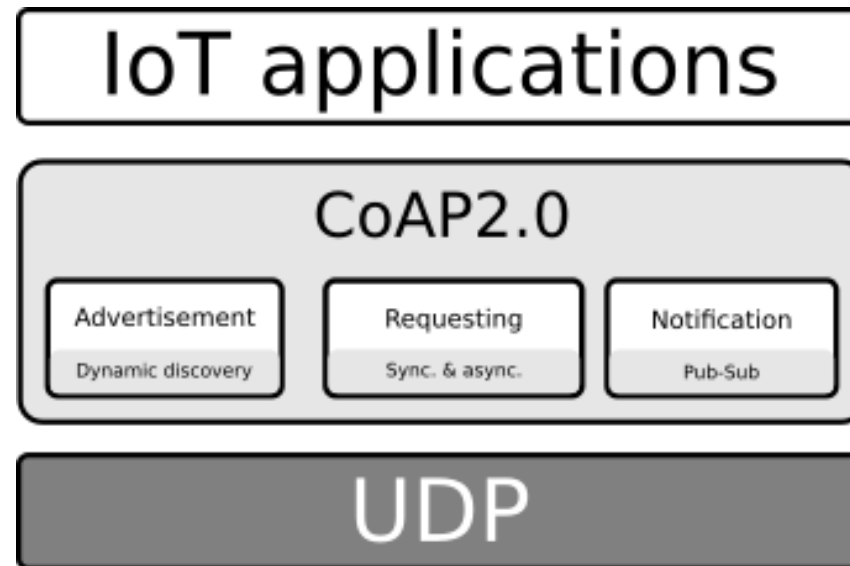 IoT applications
CoAP2.0
Advertisement
Dynamic discovery
Requesting
Sync. & async.
Notification
Pub-Sub
UDP